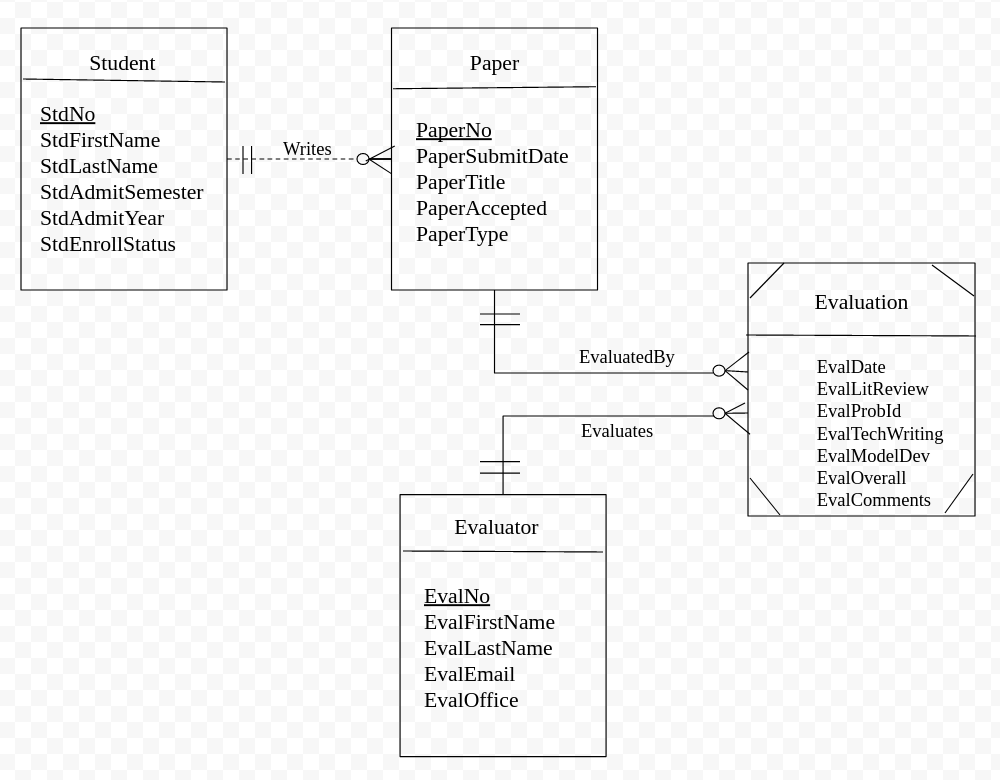 Student
StdNo
StdFirstName
StdLastName
StdAdmitSemester
StdAdmitYear
StdEnrollStatus
Writes
Paper
PaperNo
PaperSubmitDate
PaperTitle
PaperAccepted
PaperType
EvaluatedBy
Evaluates
Evaluation
EvalDate
EvalLitReview
EvalProbId
EvalTechWriting
EvalModelDev
EvalOverall
EvalComments
Evaluator
EvalNo
EvalFirstName
EvalLastName
EvalEmail
EvalOffice